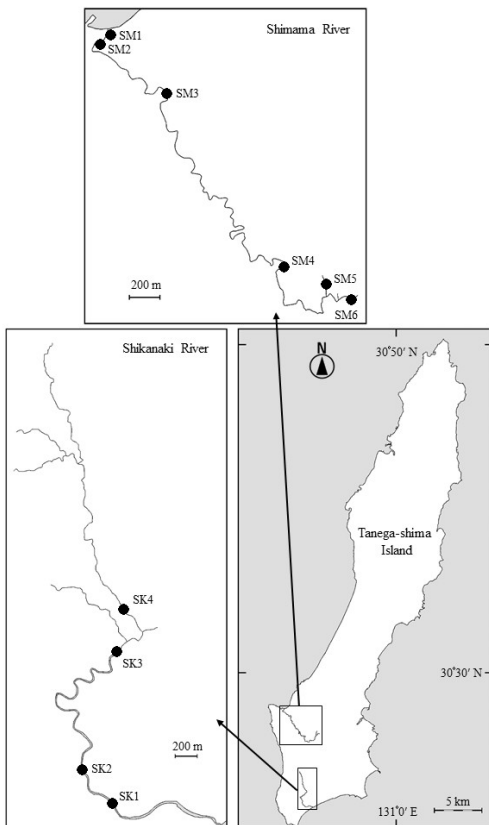 Shimama River
SM1
SM2
SM3
SM4
SM5
SM6
200 m
Shikanaki River
SK4
SK3
200 m
SK2
SK1
N
30°50′ N
Tanega-shima
Island
30°30′ N
131°0′ E
5 km